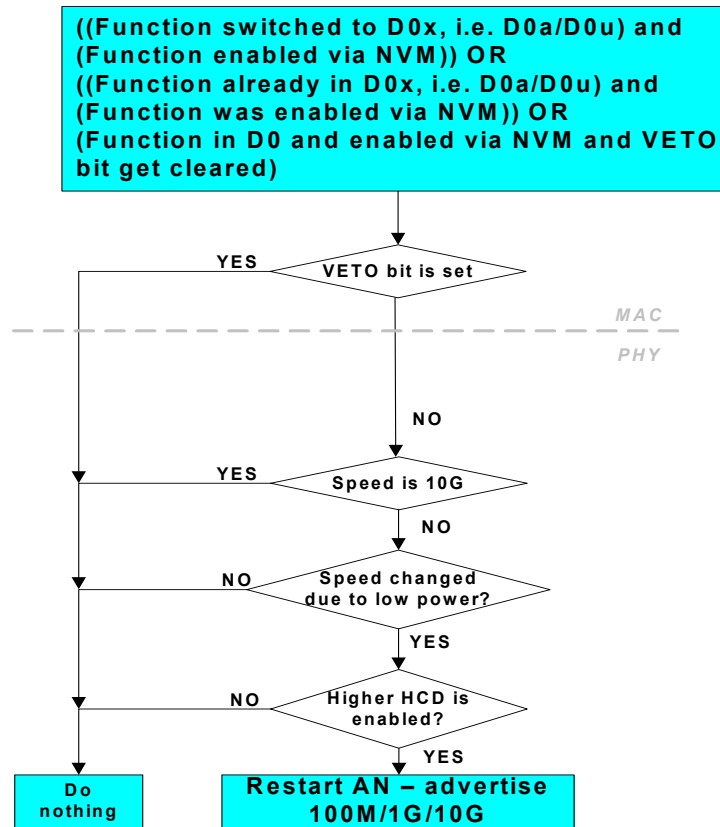 ((Function switched to D0x, i.e. D0a/D0u) and
(Function enabled via NVM)) OR
((Function already in D0x, i.e. D0a/D0u) and
(Function was enabled via NVM)) OR
(Function in D0 and enabled via NVM and VETO
bit get cleared)
YES
VETO bit is set
MAC
PHY
NO
YES
Speed is 10G
NO
NO
Speed changed
due to low power?
YES
NO
Higher HCD is
enabled?
YES
Do
nothing
Restart AN – advertise
100M/1G/10G